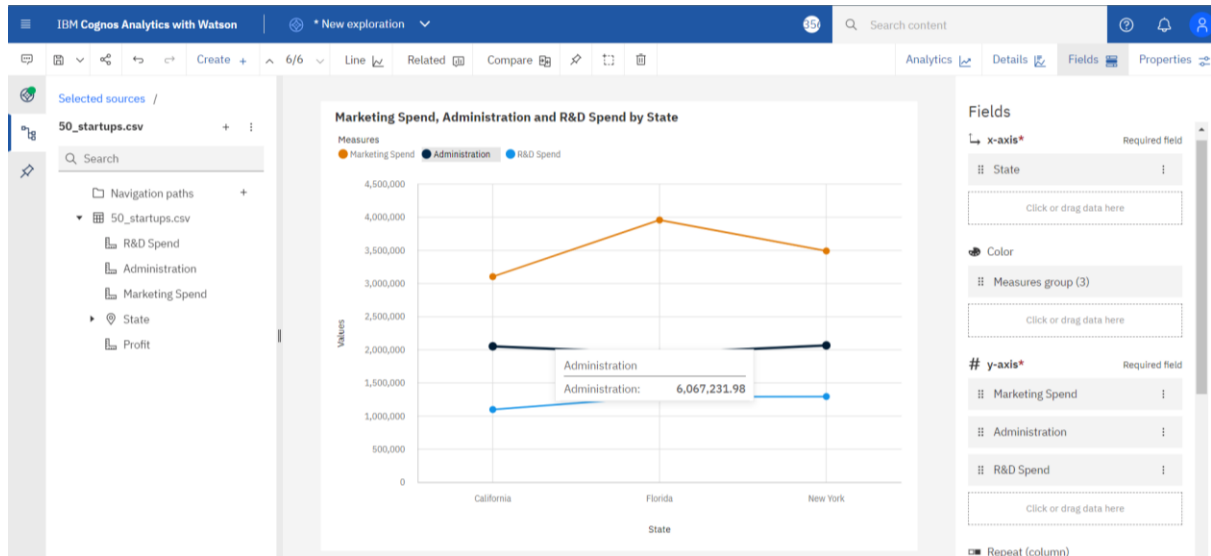 IBM Cognos Analytics with Watson
* New exploration
Search content
Create +
6/6
Line
Related
Compare
Analytics
Details
Fields
Properties
Selected sources /
50_startups.csv
Search
Navigation paths
50_startups.csv
R&D Spend
Administration
Marketing Spend
State
Profit
Marketing Spend, Administration and R&D Spend by State
Measures
Marketing Spend Administration R&D Spend
Values
4,500,000
4,000,000
3,500,000
3,000,000
2,500,000
2,000,000
1,500,000
1,000,000
500,000
0
Administration
Administration: 6,067,231.98
California Florida New York
State
Fields
x-axis* Required field
State
Click or drag data here
Color
Measures group (3)
Click or drag data here
# y-axis* Required field
Marketing Spend
Administration
R&D Spend
Click or drag data here
Repeat (column)